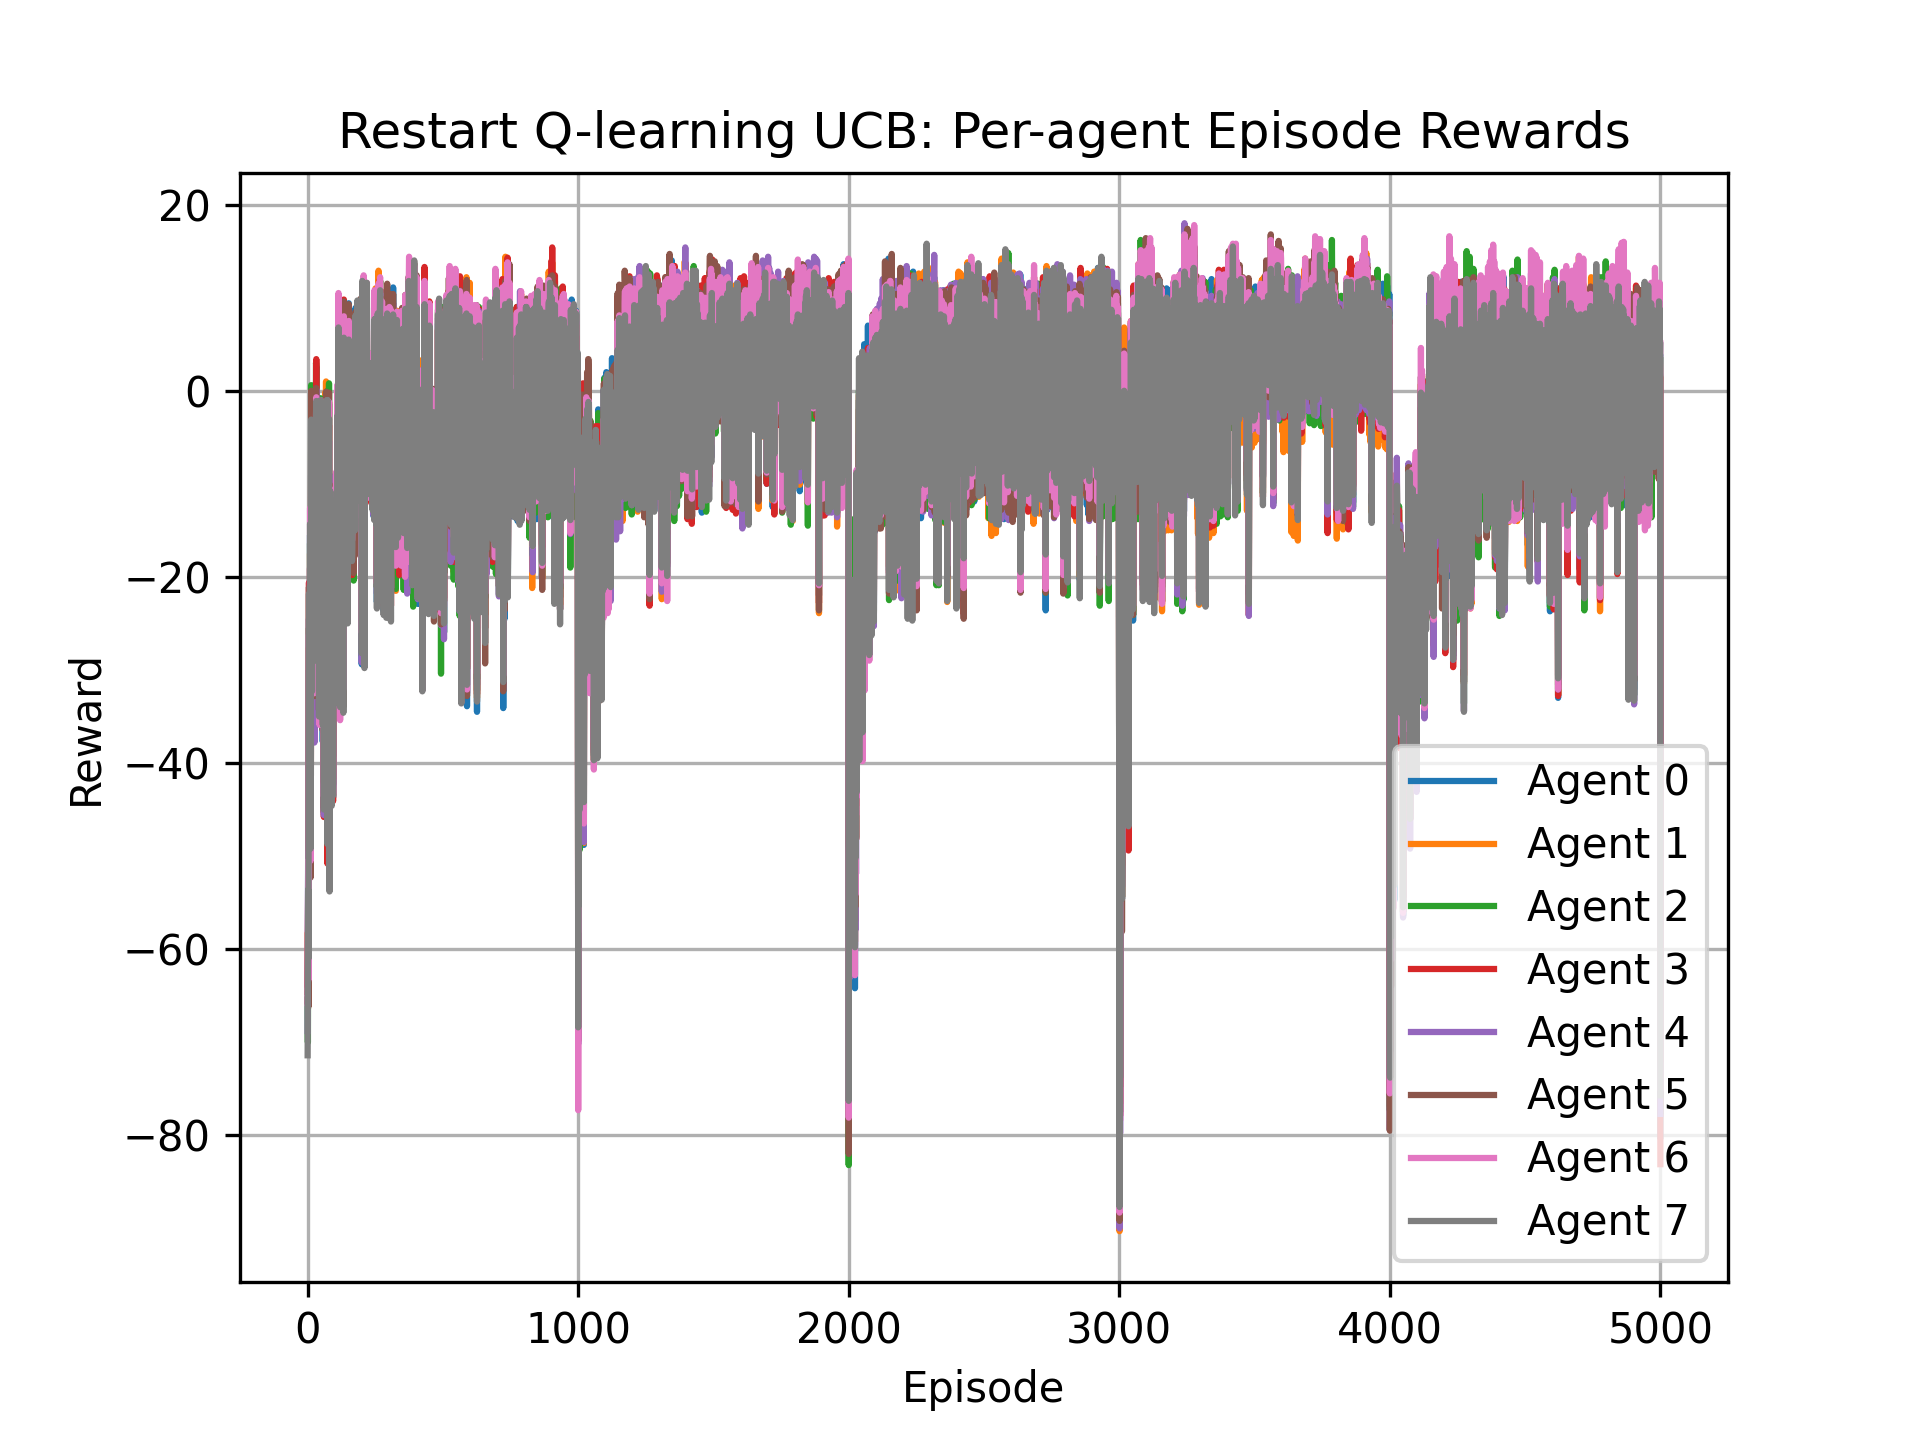 Restart Q-learning UCB: Per-agent Episode Rewards
20
0
−20
−40
−60
−80
Reward
0 1000 2000 3000 4000 5000
Episode
Agent 0
Agent 1
Agent 2
Agent 3
Agent 4
Agent 5
Agent 6
Agent 7